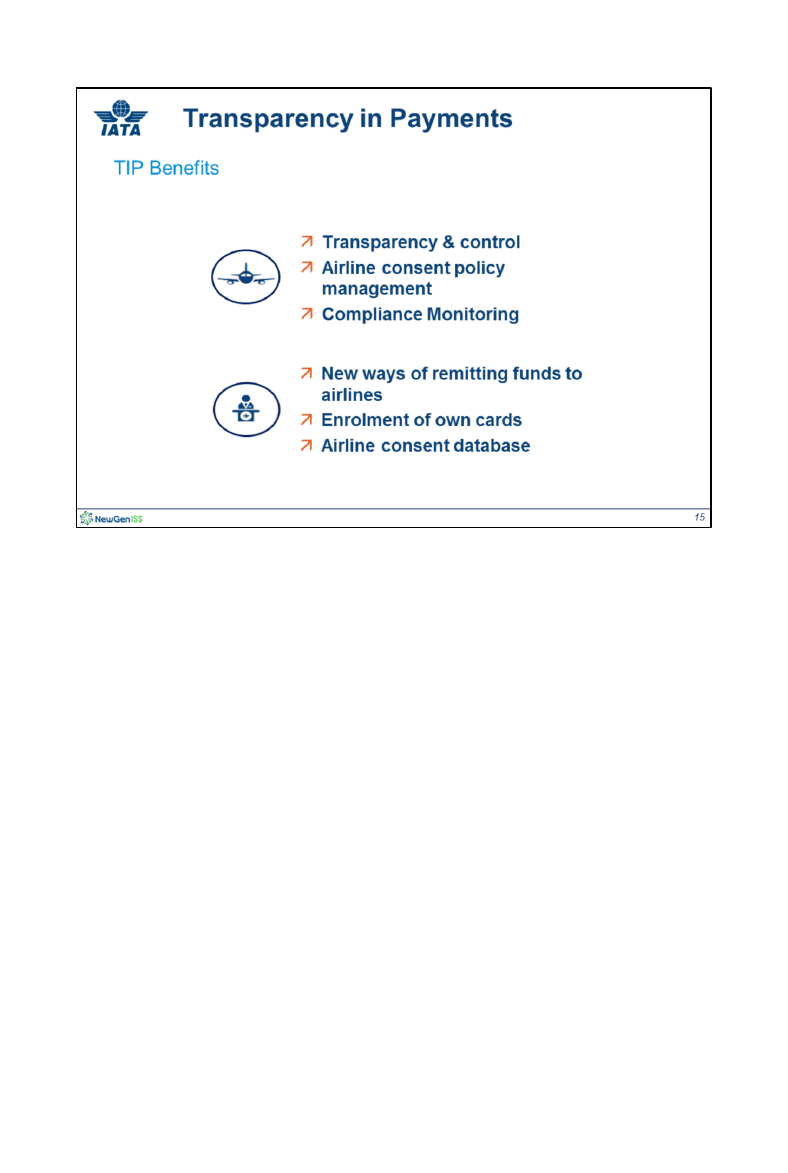 IATA
Transparency in Payments
TIP Benefits
Transparency & control
Airline consent policy
management
Compliance Monitoring
New ways of remitting funds to
airlines
Enrolment of own cards
Airline consent database
NewGenISS
15